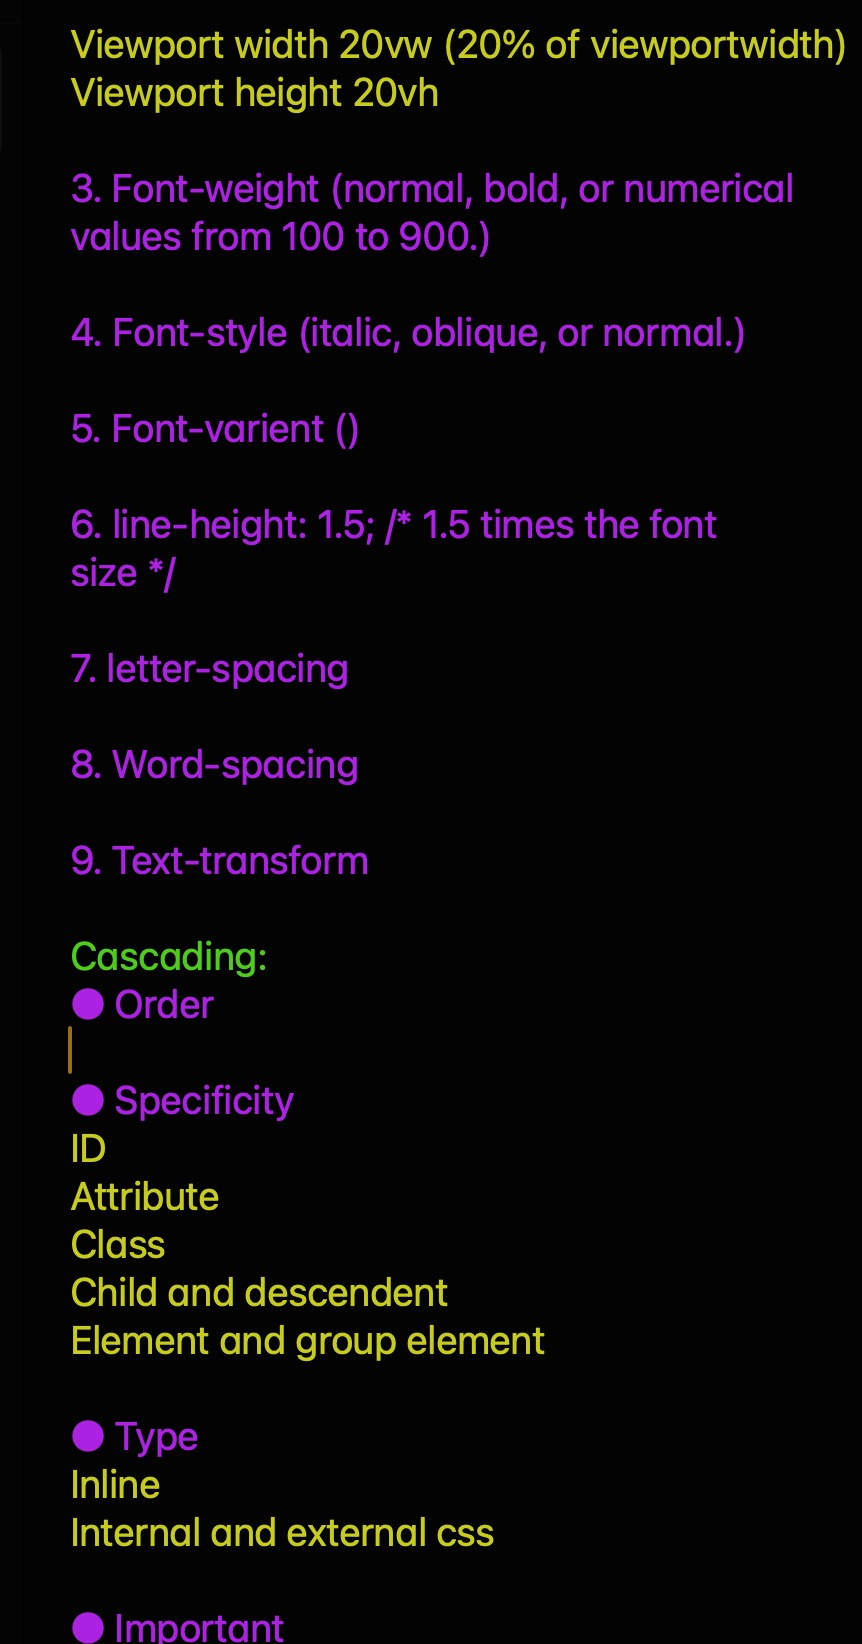 Viewport width 20vw (20% of viewportwidth)
Viewport height 20vh
3. Font-weight (normal, bold, or numerical
values from 100 to 900.)
4. Font-style (italic, oblique, or normal.)
5. Font-varient ()
6. line-height: 1.5; /* 1.5 times the font
size */
7. letter-spacing
8. Word-spacing
9. Text-transform
Cascading:
● Order
● Specificity
ID
Attribute
Class
Child and descendent
Element and group element
● Type
Inline
Internal and external css
● Important